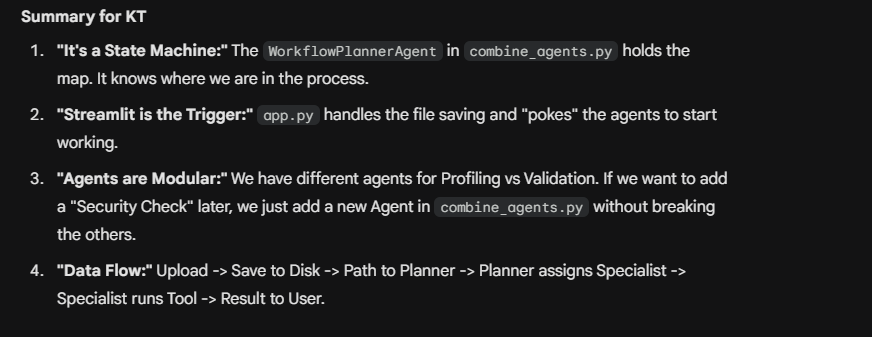 Summary for KT
1. "It's a State Machine:" The WorkflowPlannerAgent in combine_agents.py holds the
map. It knows where we are in the process.
2. "Streamlit is the Trigger:" app.py handles the file saving and "pokes" the agents to start
working.
3. "Agents are Modular:" We have different agents for Profiling vs Validation. If we want to add
a "Security Check" later, we just add a new Agent in combine_agents.py without breaking
the others.
4. "Data Flow:" Upload -> Save to Disk -> Path to Planner -> Planner assigns Specialist ->
Specialist runs Tool -> Result to User.